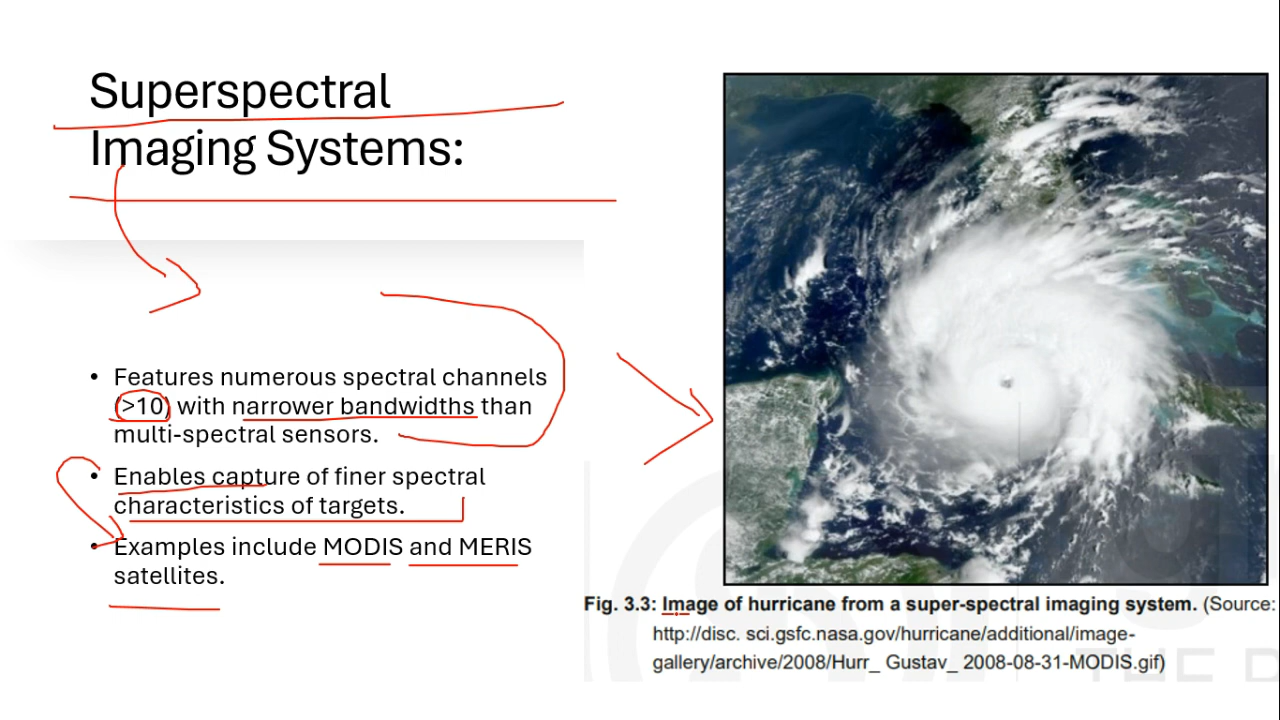 Superspectral
Imaging Systems:
• Features numerous spectral channels
(>10) with narrower bandwidths than
multi-spectral sensors.
• Enables capture of finer spectral
characteristics of targets.
• Examples include MODIS and MERIS
satellites.
Fig. 3.3: Image of hurricane from a super-spectral imaging system. (Source:
http://disc. sci.gsfc.nasa.gov/hurricane/additional/image-
gallery/archive/2008/Hurr_ Gustav_ 2008-08-31-MODIS.gif)